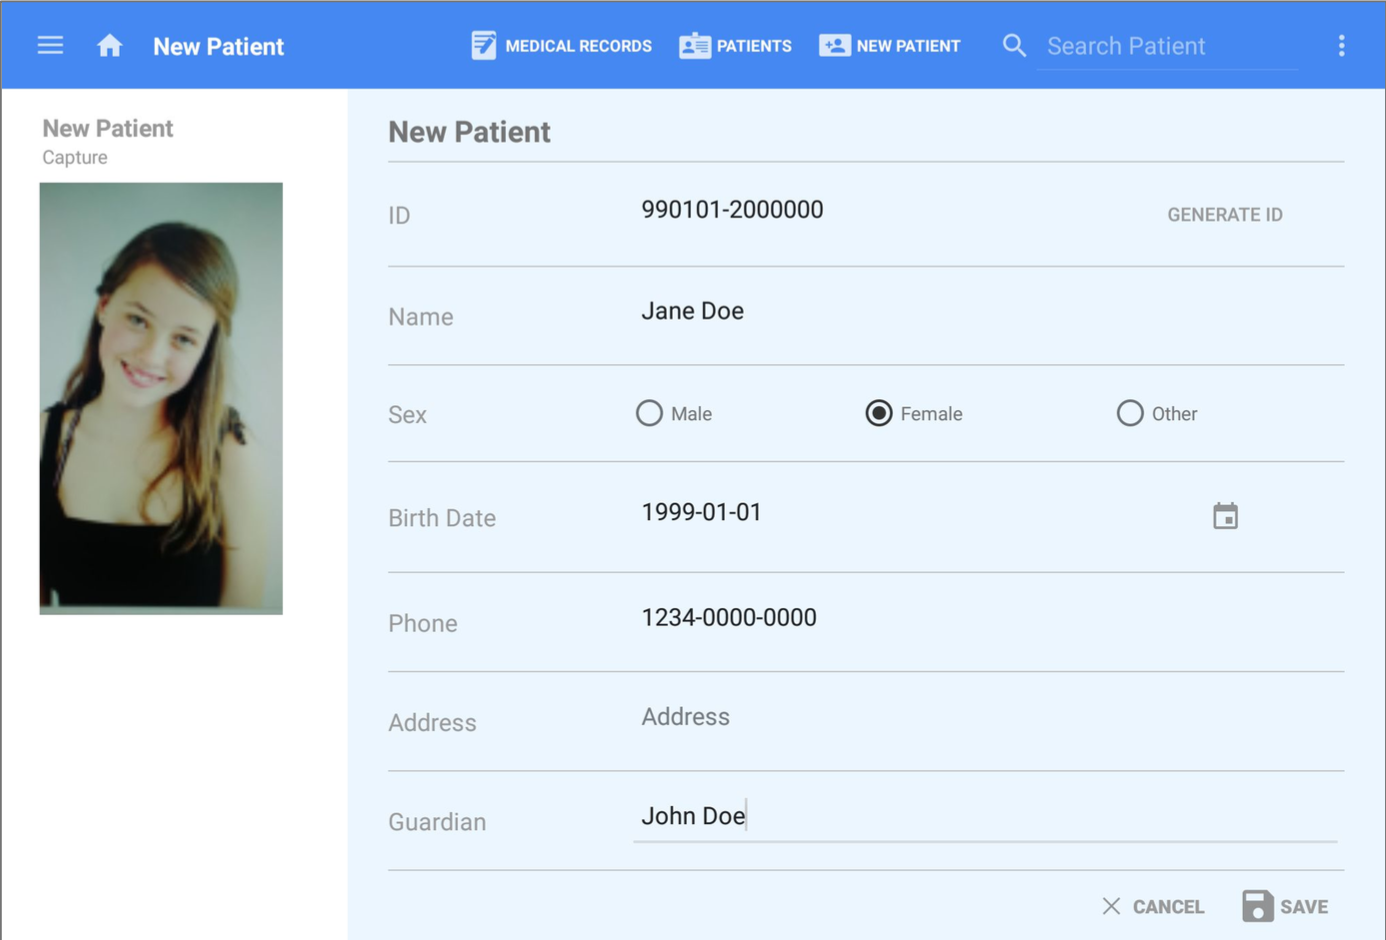 New Patient MEDICAL RECORDS PATIENTS NEW PATIENT Search Patient
New Patient
Capture
New Patient
ID 990101-2000000 GENERATE ID
Name Jane Doe
Sex Male Female Other
Birth Date 1999-01-01
Phone 1234-0000-0000
Address Address
Guardian John Doe
CANCEL SAVE